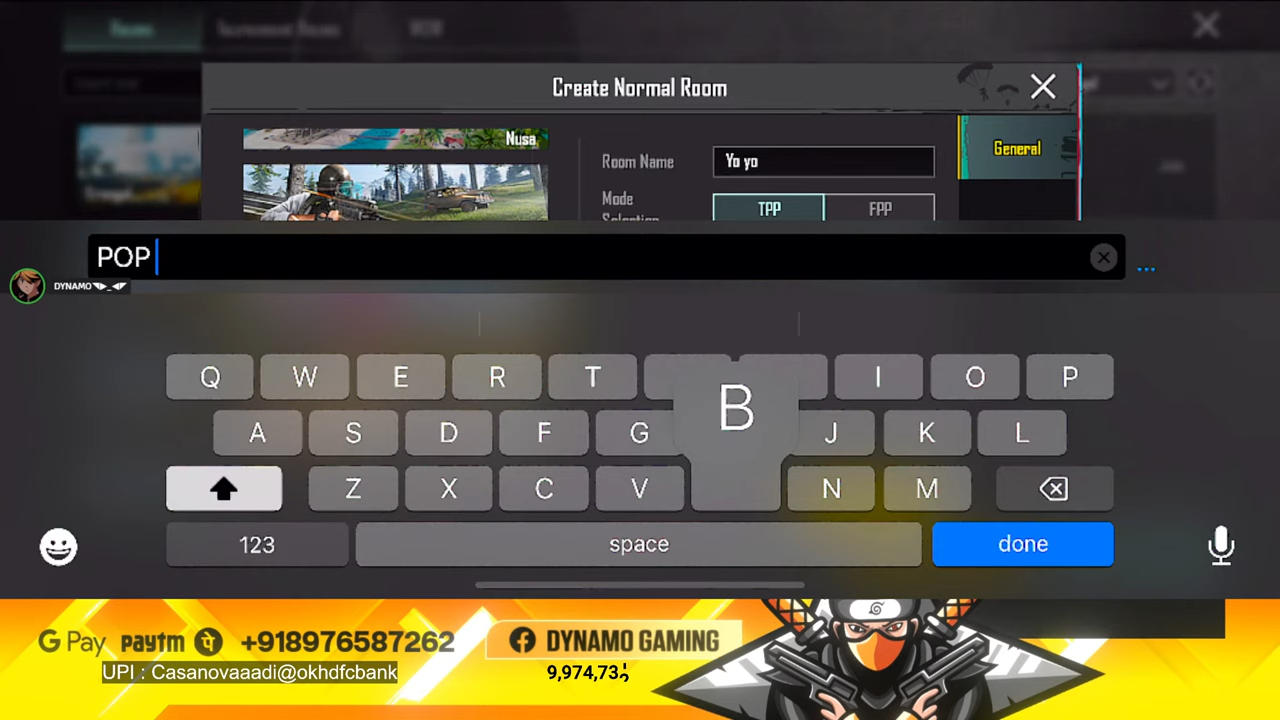 Create Normal Room
Nusa
Room Name
Yo yo
General
Mode
Selection
TPP
FPP
POP
DYNAMO
Q W E R T I O P
B
A S D F G J K L
Z X C V N M
123
space
done
G Pay paytm +918976587262
UPI : Casanovaaadi@okhdfcbank
DYNAMO GAMING